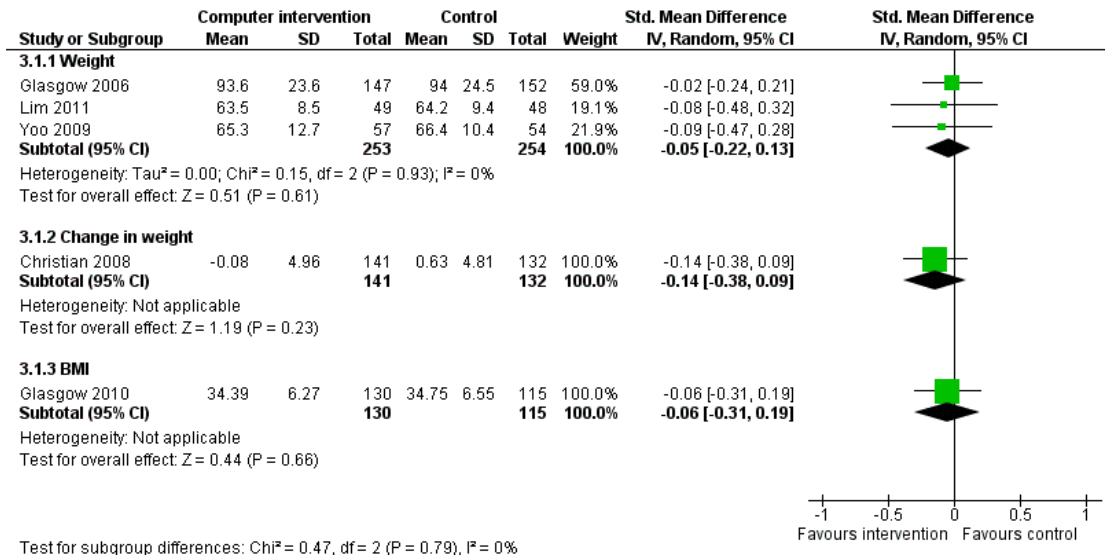 Computer intervention Control Std. Mean Difference Std. Mean Difference
Study or Subgroup Mean SD Total Mean SD Total Weight IV, Random, 95% CI IV, Random, 95% CI
3.1.1 Weight
Glasgow 2006 93.6 23.6 147 94 24.5 152 59.0% -0.02 [-0.24, 0.21]
Lim 2011 63.5 8.5 49 64.2 9.4 48 19.1% -0.08 [-0.48, 0.32]
Yoo 2009 65.3 12.7 57 66.4 10.4 54 21.9% -0.09 [-0.47, 0.28]
Subtotal (95% CI) 253 254 100.0% -0.05 [-0.22, 0.13]
Heterogeneity: Tau² = 0.00; Chi² = 0.15, df = 2 (P = 0.93); I² = 0%
Test for overall effect: Z = 0.51 (P = 0.61)
3.1.2 Change in weight
Christian 2008 -0.08 4.96 141 0.63 4.81 132 100.0% -0.14 [-0.38, 0.09]
Subtotal (95% CI) 141 132 100.0% -0.14 [-0.38, 0.09]
Heterogeneity: Not applicable
Test for overall effect: Z = 1.19 (P = 0.23)
3.1.3 BMI
Glasgow 2010 34.39 6.27 130 34.75 6.55 115 100.0% -0.06 [-0.31, 0.19]
Subtotal (95% CI) 130 115 100.0% -0.06 [-0.31, 0.19]
Heterogeneity: Not applicable
Test for overall effect: Z = 0.44 (P = 0.66)
-1 -0.5 0 0.5 1
Favours intervention Favours control
Test for subgroup differences: Chi² = 0.47, df = 2 (P = 0.79), I² = 0%